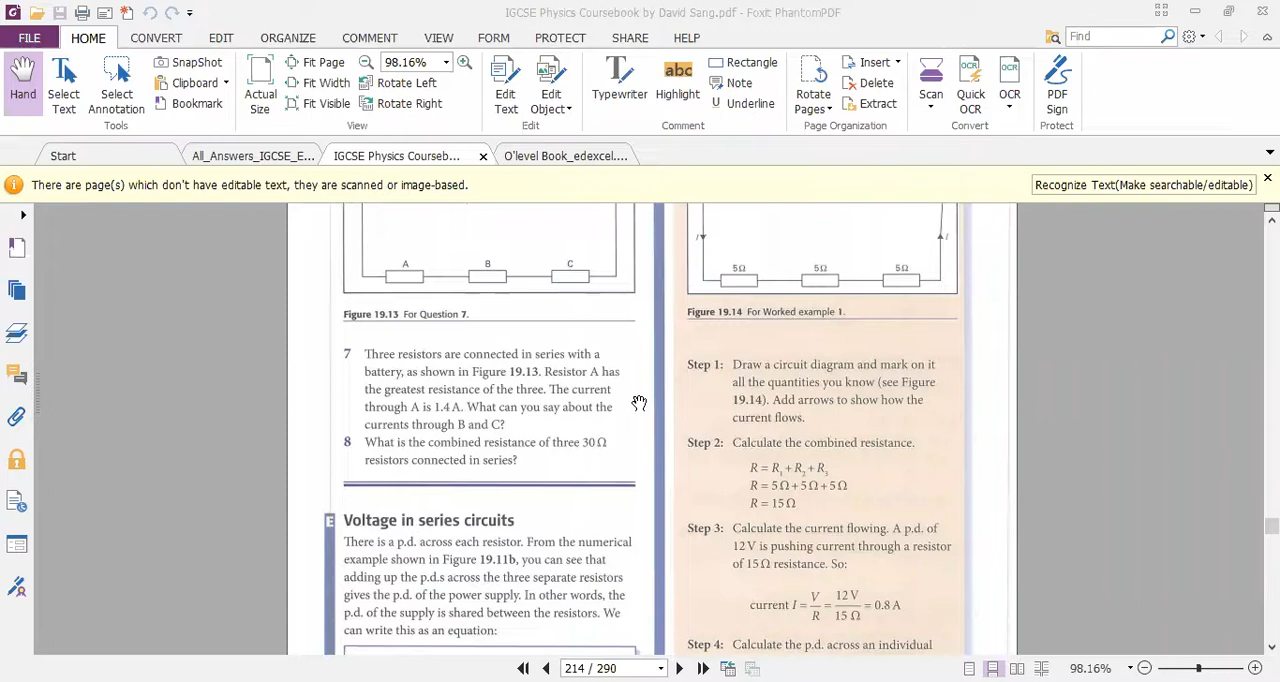 IGCSE Physics Coursebook by David Sang.pdf - Foxit PhantomPDF
FILE HOME CONVERT EDIT ORGANIZE COMMENT VIEW FORM PROTECT SHARE HELP
Find
Hand
Select Text
Select Annotation
SnapShot
Clipboard
Bookmark
Tools
Actual Size
Fit Page
Fit Width
Fit Visible
98.16%
Rotate Left
Rotate Right
View
Edit Text
Edit Object
Edit
Typewriter
abc
Highlight
Rectangle
Note
U Underline
Comment
Rotate Pages
Insert
Delete
Extract
Page Organization
Scan
OCR
Quick OCR
OCR
OCR
Convert
PDF Sign
Protect
Start
All_Answers_IGCSE_E...
IGCSE Physics Courseb...
O'level Book_edexcel....
There are page(s) which don't have editable text, they are scanned or image-based.
Recognize Text(Make searchable/editable)
A B C
Figure 19.13 For Question 7.
7 Three resistors are connected in series with a
battery, as shown in Figure 19.13. Resistor A has
the greatest resistance of the three. The current
through A is 1.4 A. What can you say about the
currents through B and C?
8 What is the combined resistance of three 30 Ω
resistors connected in series?
E Voltage in series circuits
There is a p.d. across each resistor. From the numerical
example shown in Figure 19.11b, you can see that
adding up the p.d.s across the three separate resistors
gives the p.d. of the power supply. In other words, the
p.d. of the supply is shared between the resistors. We
can write this as an equation:
I I
5Ω 5Ω 5Ω
Figure 19.14 For Worked example 1.
Step 1: Draw a circuit diagram and mark on it
all the quantities you know (see Figure
19.14). Add arrows to show how the
current flows.
Step 2: Calculate the combined resistance.
R = R1 + R2 + R3
R = 5 Ω + 5 Ω + 5 Ω
R = 15 Ω
Step 3: Calculate the current flowing. A p.d. of
12 V is pushing current through a resistor
of 15 Ω resistance. So:
current I = V/R = 12 V/15 Ω = 0.8 A
Step 4: Calculate the p.d. across an individual
214 / 290
98.16%